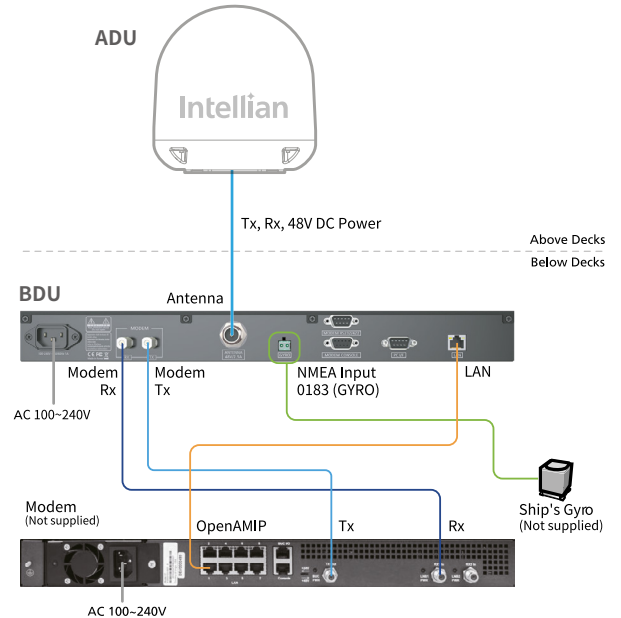 ADU
Intellian
Tx, Rx, 48V DC Power
Above Decks
Below Decks
BDU
Antenna
MODEM
Modem
Rx
Modem
Tx
NMEA Input
0183 (GYRO)
LAN
AC 100~240V
Ship's Gyro
(Not supplied)
Modem
(Not supplied)
OpenAMIP
Tx
Rx
LAN
AC 100~240V